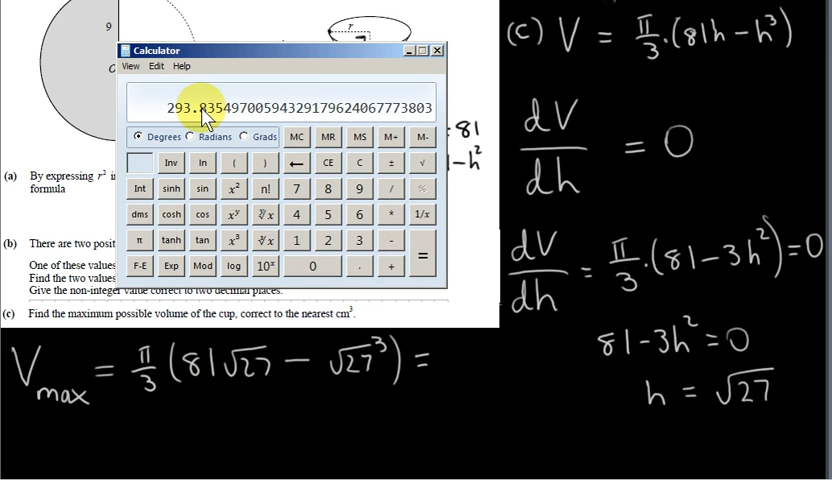 9
r
Calculator
View Edit Help
293.83549700594329179624067773803
Degrees Radians Grads MC MR MS M+ M-
Inv ln ( ) ← CE C ± √
Int sinh sin x² n! 7 8 9 / %
dms cosh cos xʸ ʸ√x 4 5 6 * 1/x
π tanh tan x³ ³√x 1 2 3 - =
F-E Exp Mod log 10ˣ 0 . +
81
- h²
(a) By expressing r² i
formula
(b) There are two posit
One of these values
Find the two values
Give the non-integer value correct to two decimal places.
(c) Find the maximum possible volume of the cup, correct to the nearest cm³.
V max = π/3 (81√27 - √27³) =
(c) V = π/3 · (81h - h³)
dV/dh = 0
dV/dh = π/3 · (81 - 3h²) = 0
81 - 3h² = 0
h = √27